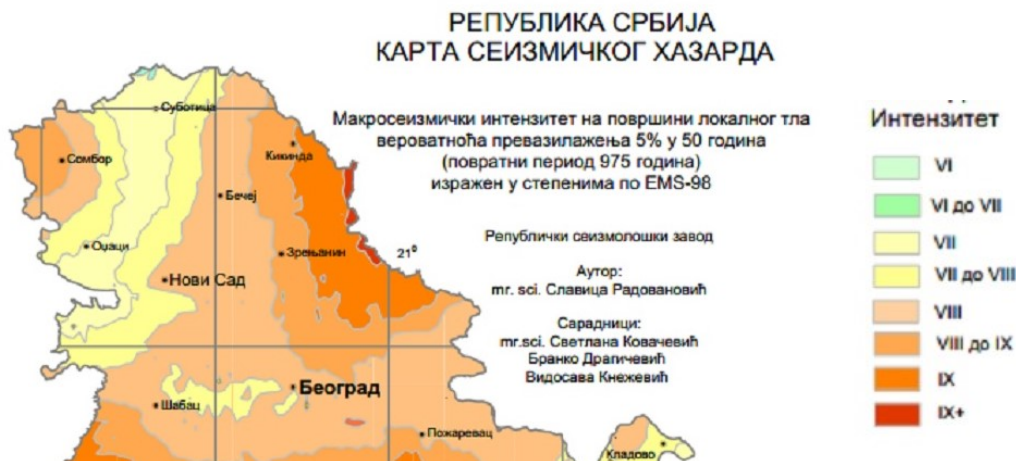 РЕПУБЛИКА СРБИЈА
КАРТА СЕИЗМИЧКОГ ХАЗАРДА
Макросеизмички интензитет на површини локалног тла
вероватноћа превазилажења 5% у 50 година
(повратни период 975 година)
изражен у степенима по EMS-98
Републички сеизмолошки завод
Аутор:
mr. sci. Славица Радовановић
Сарадници:
mr.sci. Светлана Ковачевић
Бранко Драгичевић
Видосава Кнежевић
Интензитет
VI
VI до VII
VII
VII до VIII
VIII
VIII до IX
IX
IX+
Суботица
Сомбор
Кикинда
Бечеј
Оџаци
Зрењанин
21°
Нови Сад
Београд
Шабац
Пожаревац
Кладово